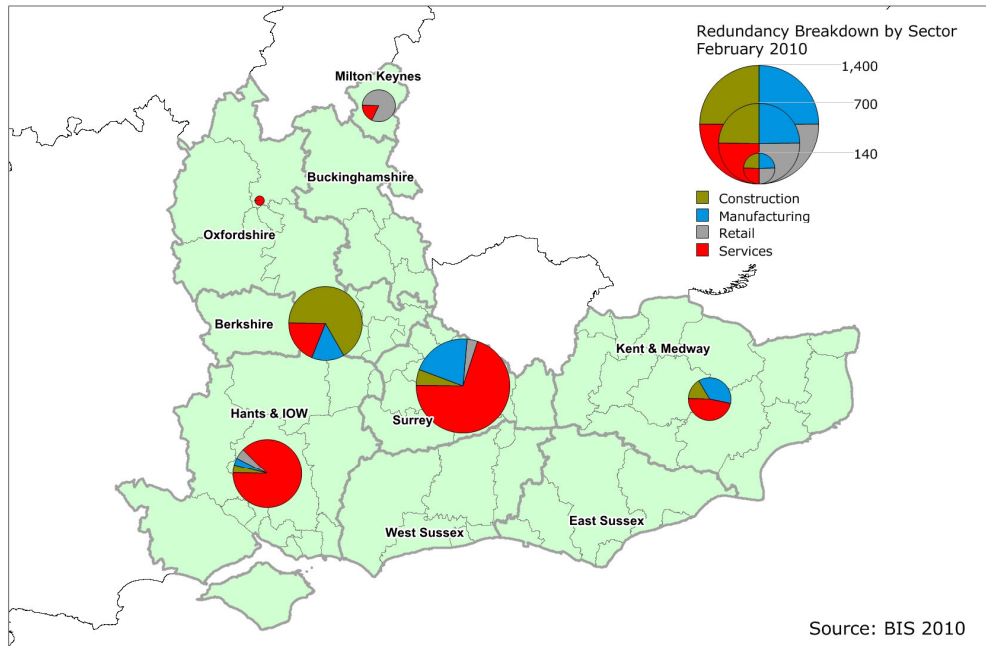 Redundancy Breakdown by Sector
February 2010
1,400
700
140
Construction
Manufacturing
Retail
Services
Milton Keynes
Buckinghamshire
Oxfordshire
Berkshire
Kent & Medway
Hants & IOW
Surrey
East Sussex
West Sussex
Source: BIS 2010